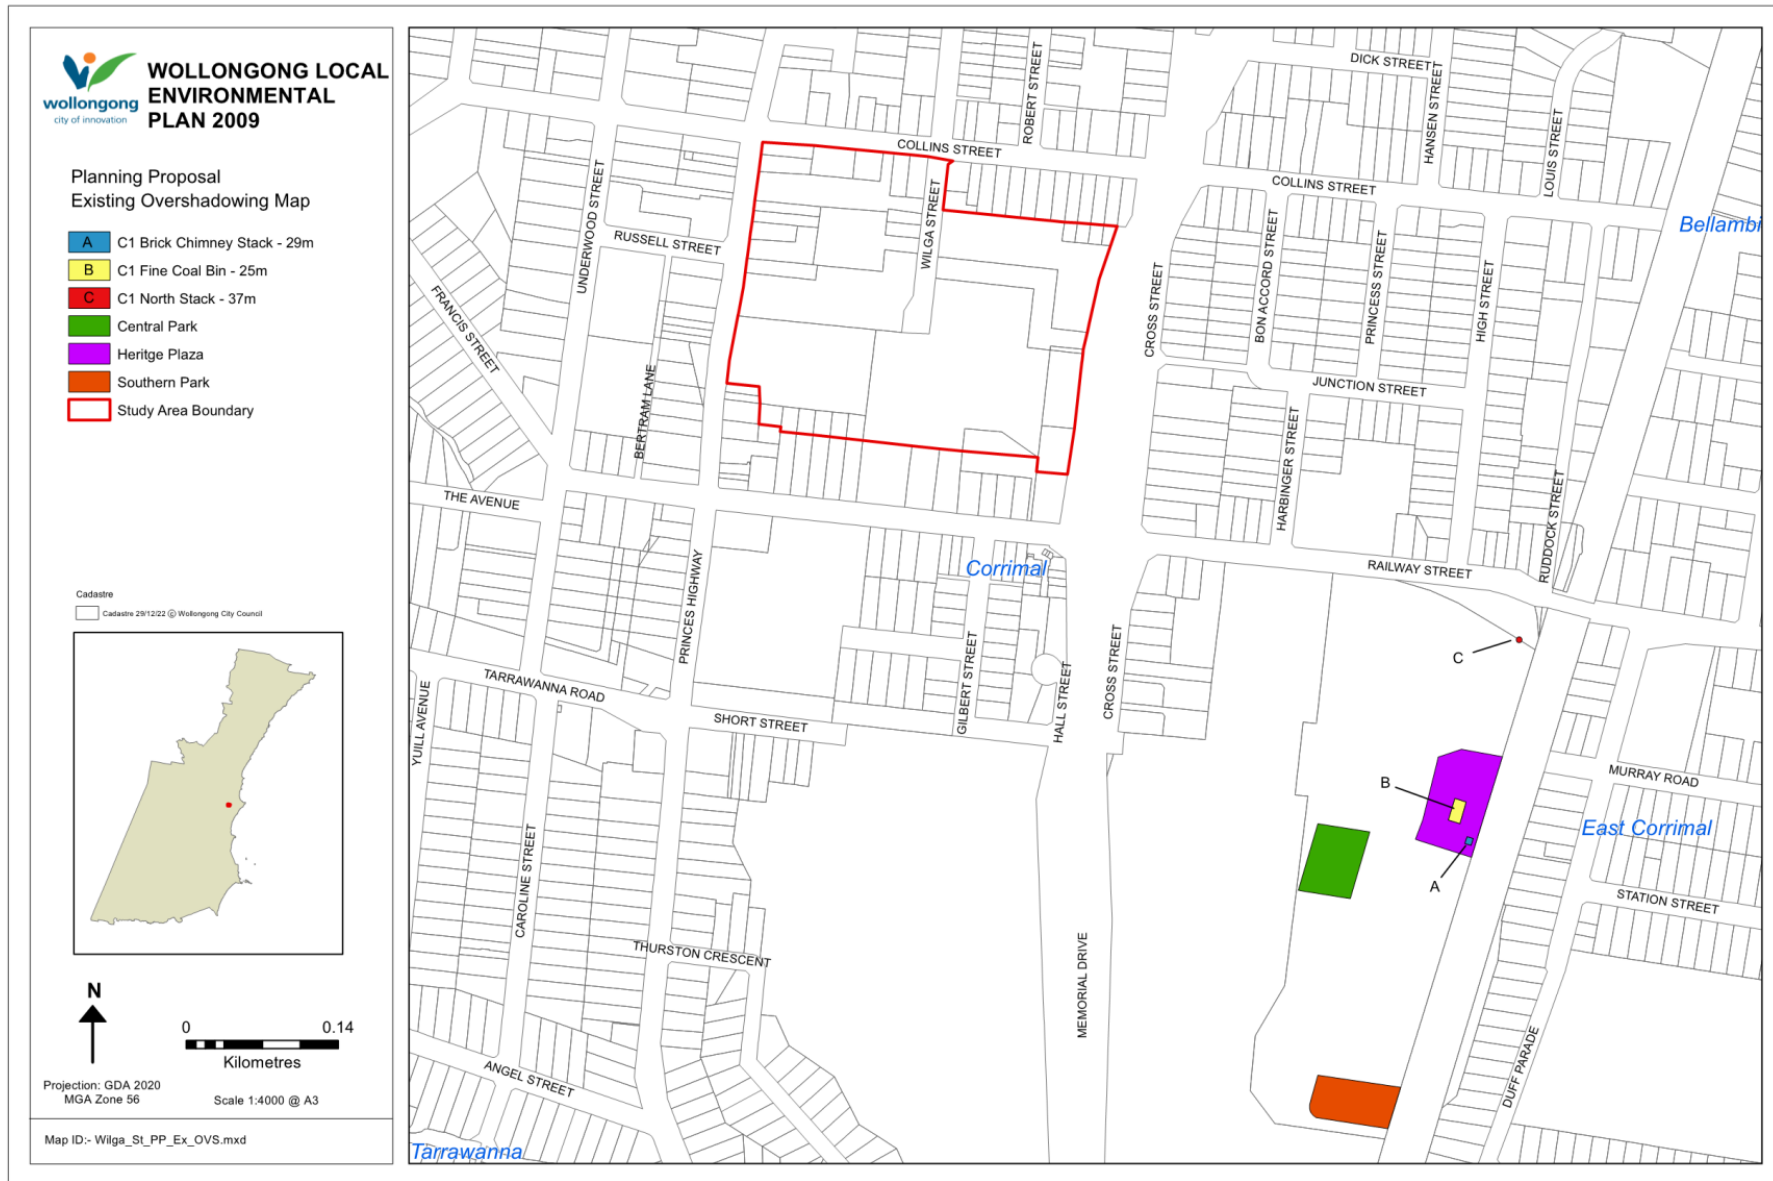 wollongong
city of innovation
WOLLONGONG LOCAL
ENVIRONMENTAL
PLAN 2009
Planning Proposal
Existing Overshadowing Map
A C1 Brick Chimney Stack - 29m
B C1 Fine Coal Bin - 25m
C C1 North Stack - 37m
Central Park
Heritge Plaza
Southern Park
Study Area Boundary
Cadastre
Cadastre 29/12/22 © Wollongong City Council
N
0 0.14
Kilometres
Projection: GDA 2020
MGA Zone 56
Scale 1:4000 @ A3
Map ID:- Wilga_St_PP_Ex_OVS.mxd
DICK STREET
ROBERT STREET
HANSEN STREET
LOUIS STREET
COLLINS STREET
COLLINS STREET
UNDERWOOD STREET
RUSSELL STREET
WILGA STREET
Bellambi
FRANCIS STREET
CROSS STREET
BON ACCORD STREET
PRINCESS STREET
HIGH STREET
BERTRAM LANE
JUNCTION STREET
HARBINGER STREET
THE AVENUE
RUDDOCK STREET
PRINCES HIGHWAY
Corrimal
RAILWAY STREET
C
YUILL AVENUE
TARRAWANNA ROAD
SHORT STREET
GILBERT STREET
HALL STREET
CROSS STREET
MURRAY ROAD
B
East Corrimal
A
CAROLINE STREET
STATION STREET
THURSTON CRESCENT
MEMORIAL DRIVE
ANGEL STREET
DUFF PARADE
Tarrawanna